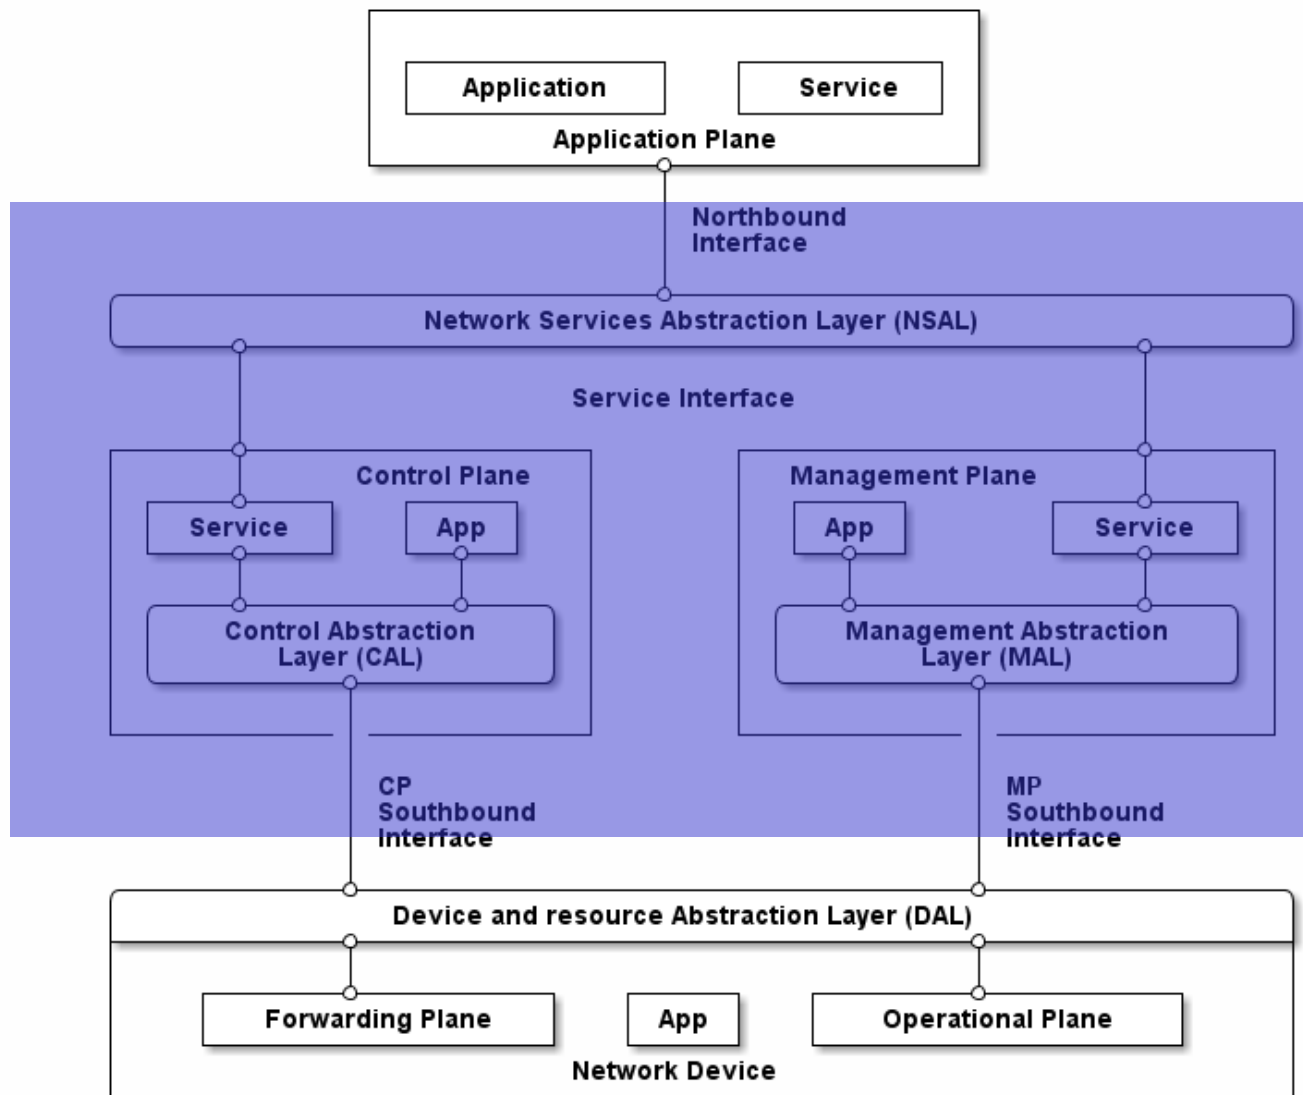 Application
Service
Application Plane
Northbound
Interface
Network Services Abstraction Layer (NSAL)
Service Interface
Control Plane
Service
App
Control Abstraction
Layer (CAL)
Management Plane
App
Service
Management Abstraction
Layer (MAL)
CP
Southbound
Interface
MP
Southbound
Interface
Device and resource Abstraction Layer (DAL)
Forwarding Plane
App
Operational Plane
Network Device